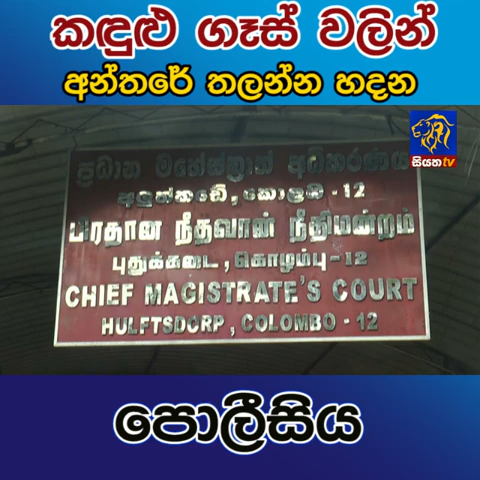 කඳුළු ගෑස් වලින්
අන්තරේ තලන්න හදන
සියත tv
ප්‍රධාන මහේස්ත්‍රාත් අධිකරණය
අලුත්කඩේ, කොළඹ - 12
பிரதான நீதவான் நீதிமன்றம்
புதுக்கடை, கொழும்பு - 12
CHIEF MAGISTRATE'S COURT
HULFTSDORP, COLOMBO - 12
පොලීසිය